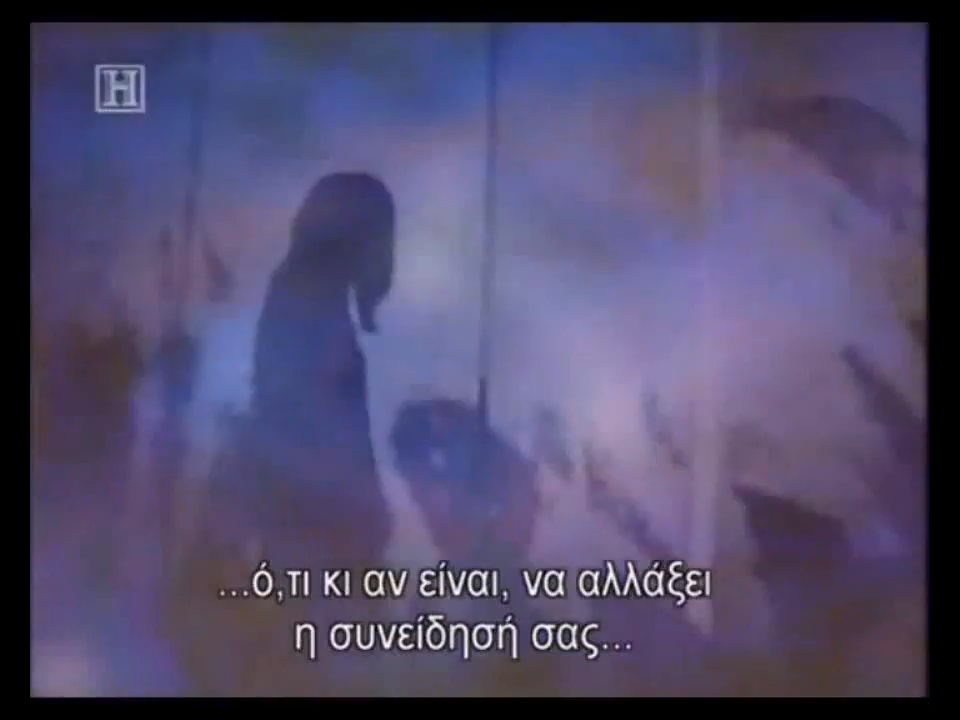 H
...ό,τι κι αν είναι, να αλλάξει
η συνείδησή σας...